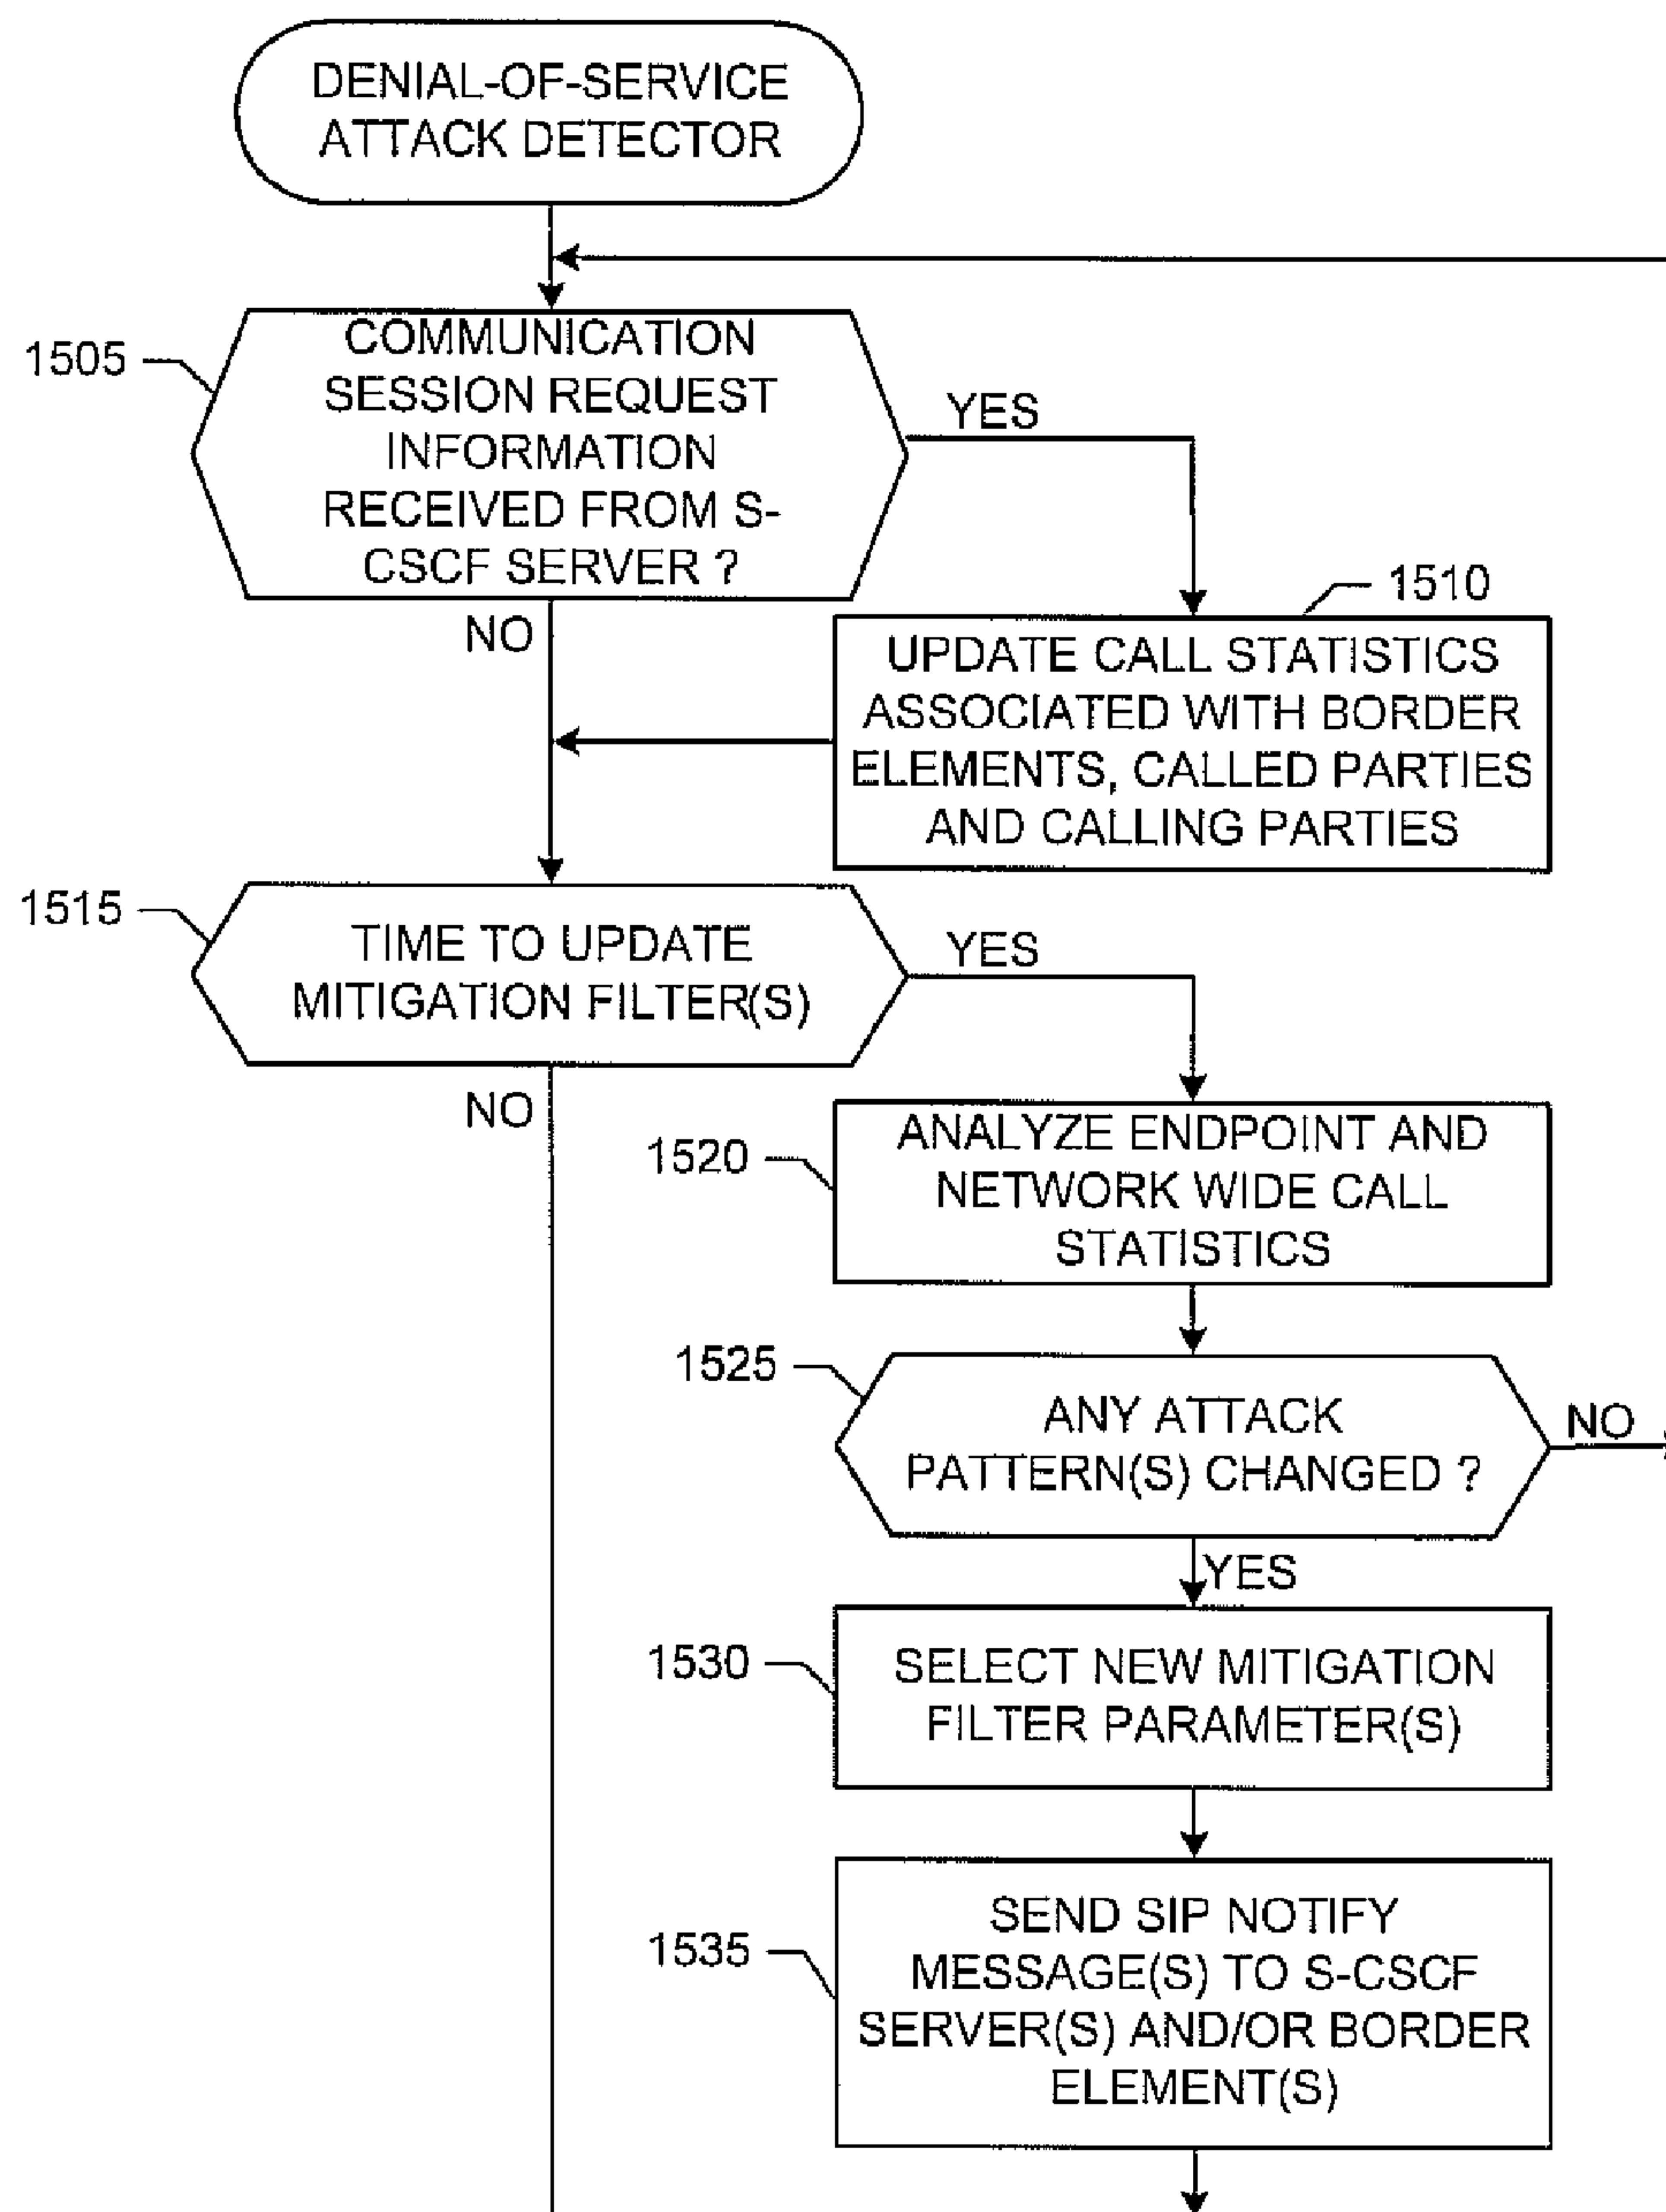 DENIAL-OF-SERVICE
ATTACK DETECTOR
1505
COMMUNICATION
SESSION REQUEST
INFORMATION
RECEIVED FROM S-
CSCF SERVER ?
YES
NO
1510
UPDATE CALL STATISTICS
ASSOCIATED WITH BORDER
ELEMENTS, CALLED PARTIES
AND CALLING PARTIES
1515
TIME TO UPDATE
MITIGATION FILTER(S)
YES
NO
1520
ANALYZE ENDPOINT AND
NETWORK WIDE CALL
STATISTICS
1525
ANY ATTACK
PATTERN(S) CHANGED ?
NO
YES
1530
SELECT NEW MITIGATION
FILTER PARAMETER(S)
1535
SEND SIP NOTIFY
MESSAGE(S) TO S-CSCF
SERVER(S) AND/OR BORDER
ELEMENT(S)